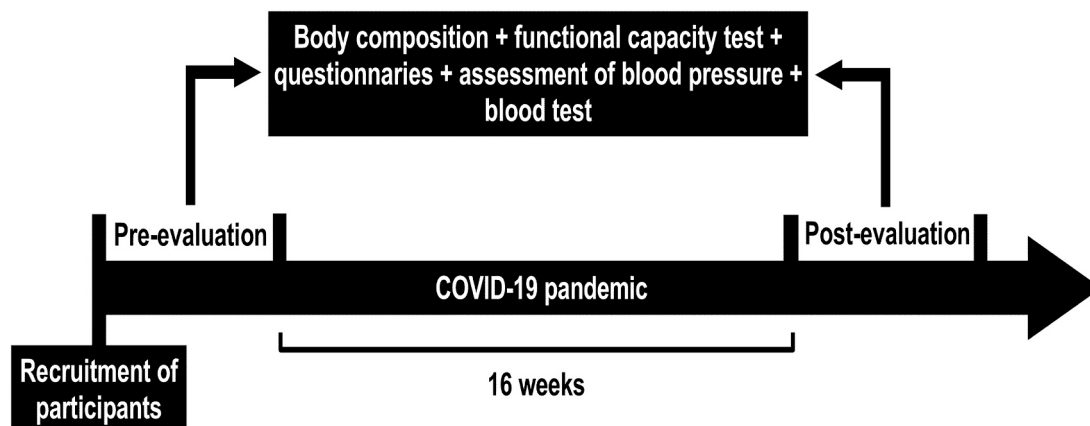 Body composition + functional capacity test +
questionnaries + assessment of blood pressure +
blood test
Pre-evaluation
Post-evaluation
COVID-19 pandemic
Recruitment of
participants
16 weeks